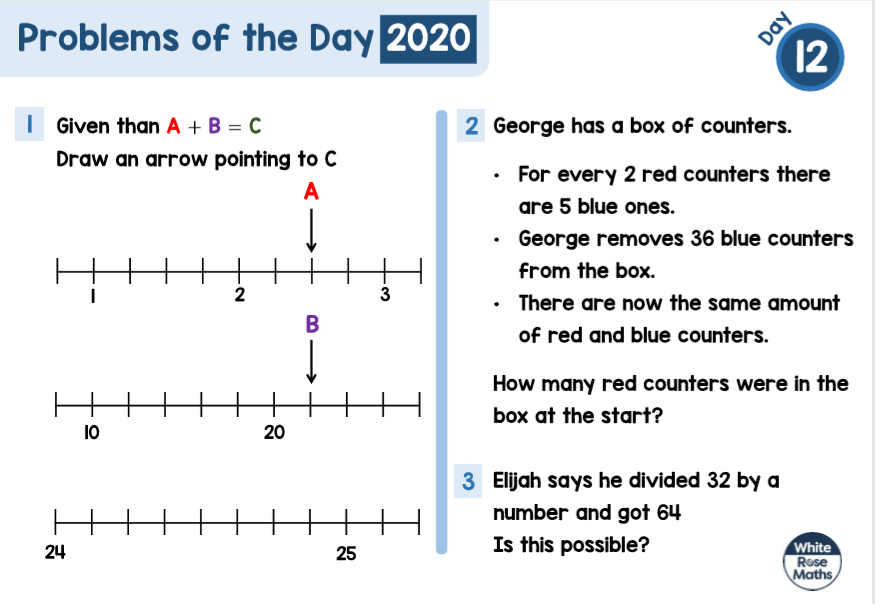 Problems of the Day 2020
Day
12
1 Given than A + B = C
Draw an arrow pointing to C
A
1 2 3
B
10 20
24 25
2 George has a box of counters.
• For every 2 red counters there
are 5 blue ones.
• George removes 36 blue counters
from the box.
• There are now the same amount
of red and blue counters.
How many red counters were in the
box at the start?
3 Elijah says he divided 32 by a
number and got 64
Is this possible?
White
Rose
Maths